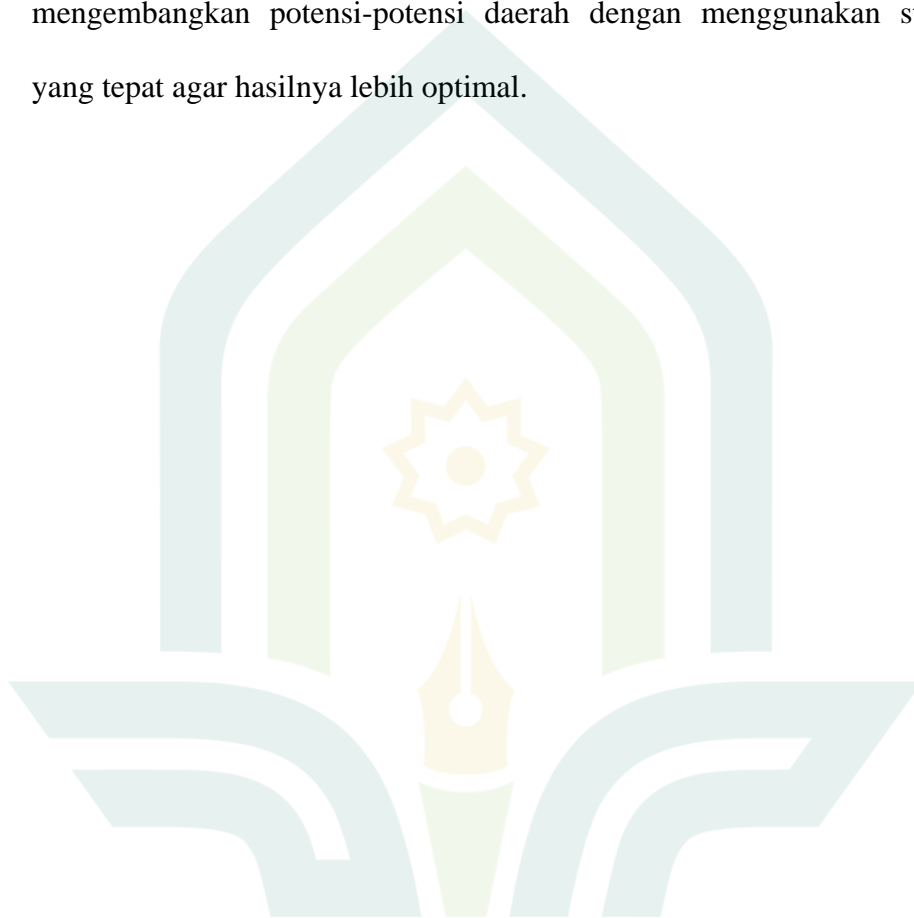 mengembangkan potensi-potensi daerah dengan menggunakan
yang tepat agar hasilnya lebih optimal.